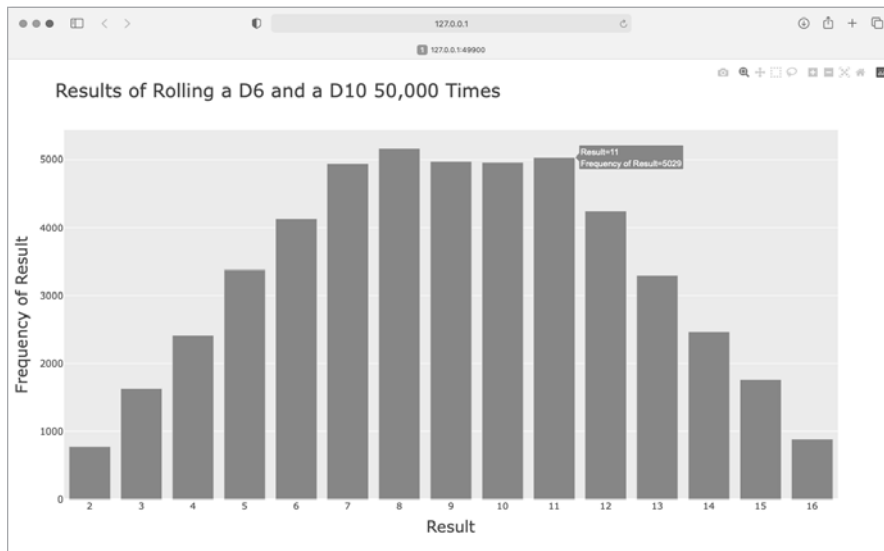 127.0.0.1
127.0.0.1:49900
Results of Rolling a D6 and a D10 50,000 Times
Result=11
Frequency of Result=5029
5000
4000
3000
2000
1000
0
Frequency of Result
2 3 4 5 6 7 8 9 10 11 12 13 14 15 16
Result